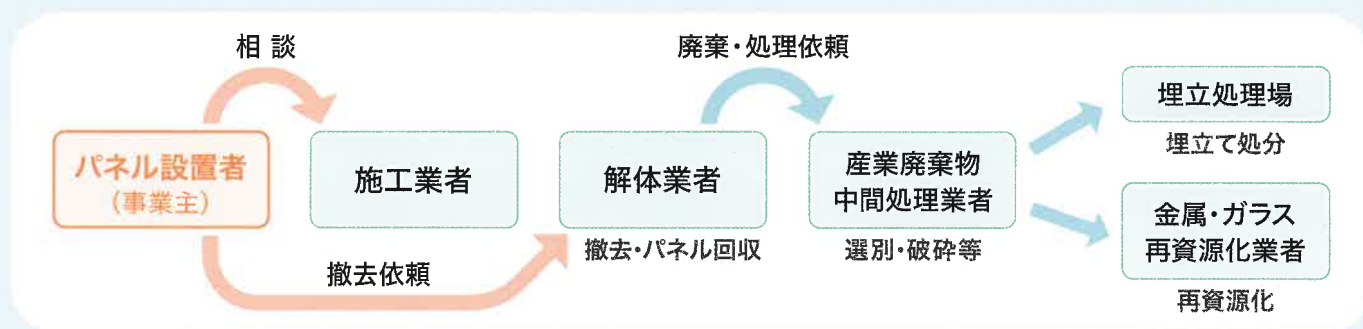 相談
廃棄・処理依頼
パネル設置者
(事業主)
施工業者
解体業者
撤去・パネル回収
産業廃棄物
中間処理業者
選別・破砕等
埋立処理場
埋立て処分
金属・ガラス
再資源化業者
再資源化
撤去依頼